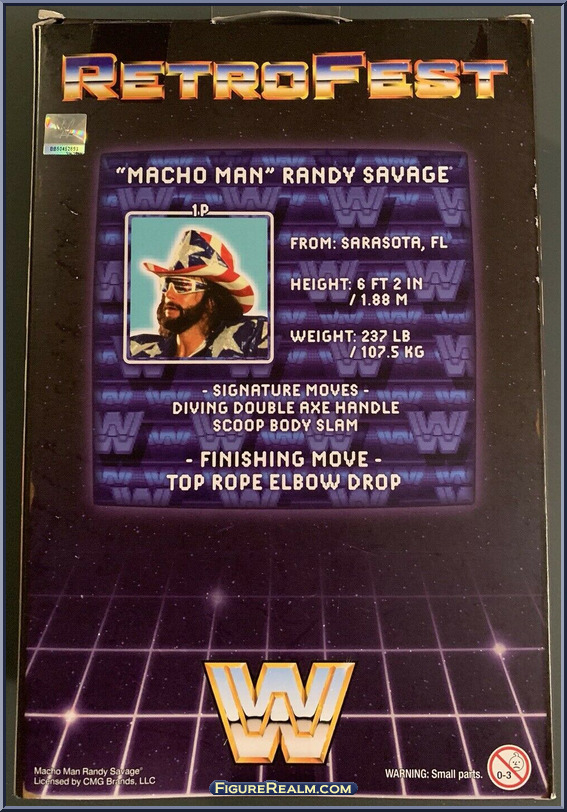 RETROFEST
"MACHO MAN" RANDY SAVAGE
1P
FROM: SARASOTA, FL
HEIGHT: 6 FT 2 IN
/ 1.88 M
WEIGHT: 237 LB
/ 107.5 KG
- SIGNATURE MOVES -
DIVING DOUBLE AXE HANDLE
SCOOP BODY SLAM
- FINISHING MOVE -
TOP ROPE ELBOW DROP
W
Macho Man Randy Savage®
Licensed by CMG Brands, LLC
WARNING: Small parts.
0-3
FIGUREREALM.COM